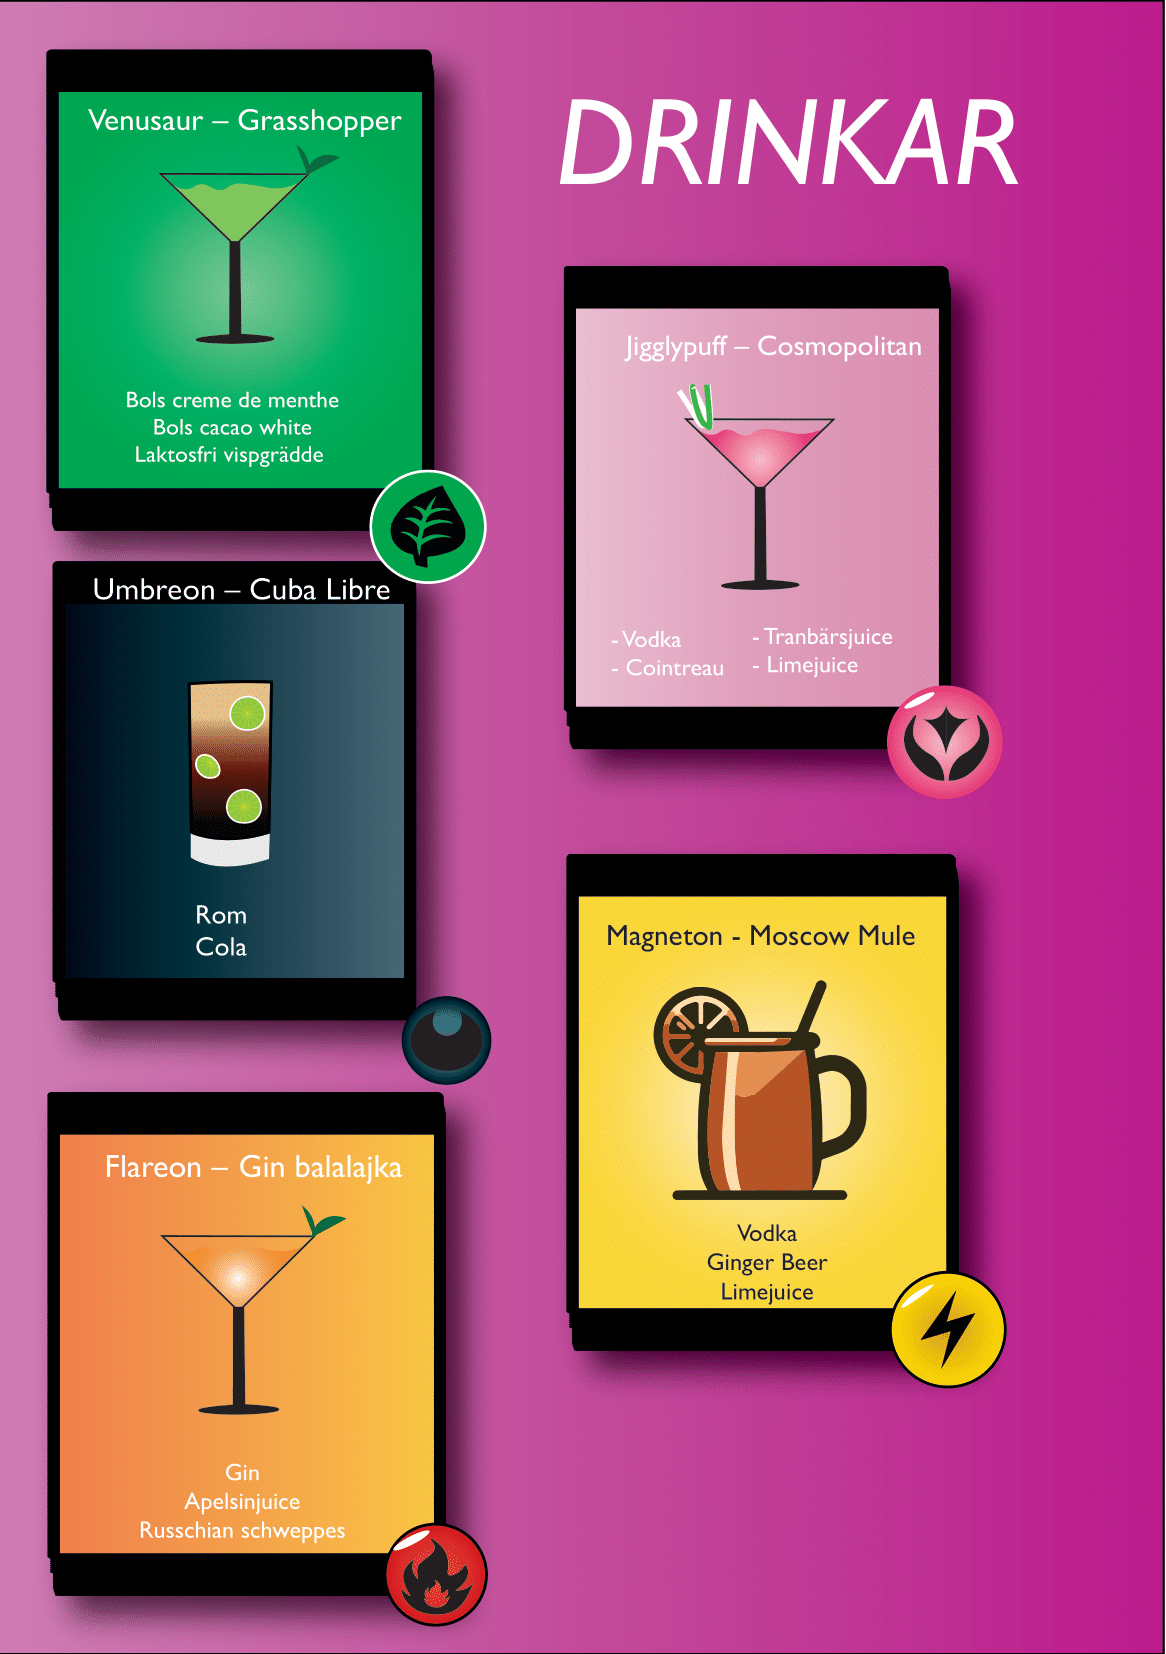 DRINKAR
Venusaur – Grasshopper
Bols creme de menthe
Bols cacao white
Laktosfri vispgrädde
Umbreon – Cuba Libre
Rom
Cola
Flareon – Gin balalajka
Gin
Apelsinjuice
Russchian schweppes
Jigglypuff – Cosmopolitan
- Vodka
- Cointreau
- Tranbärsjuice
- Limejuice
Magneton - Moscow Mule
Vodka
Ginger Beer
Limejuice